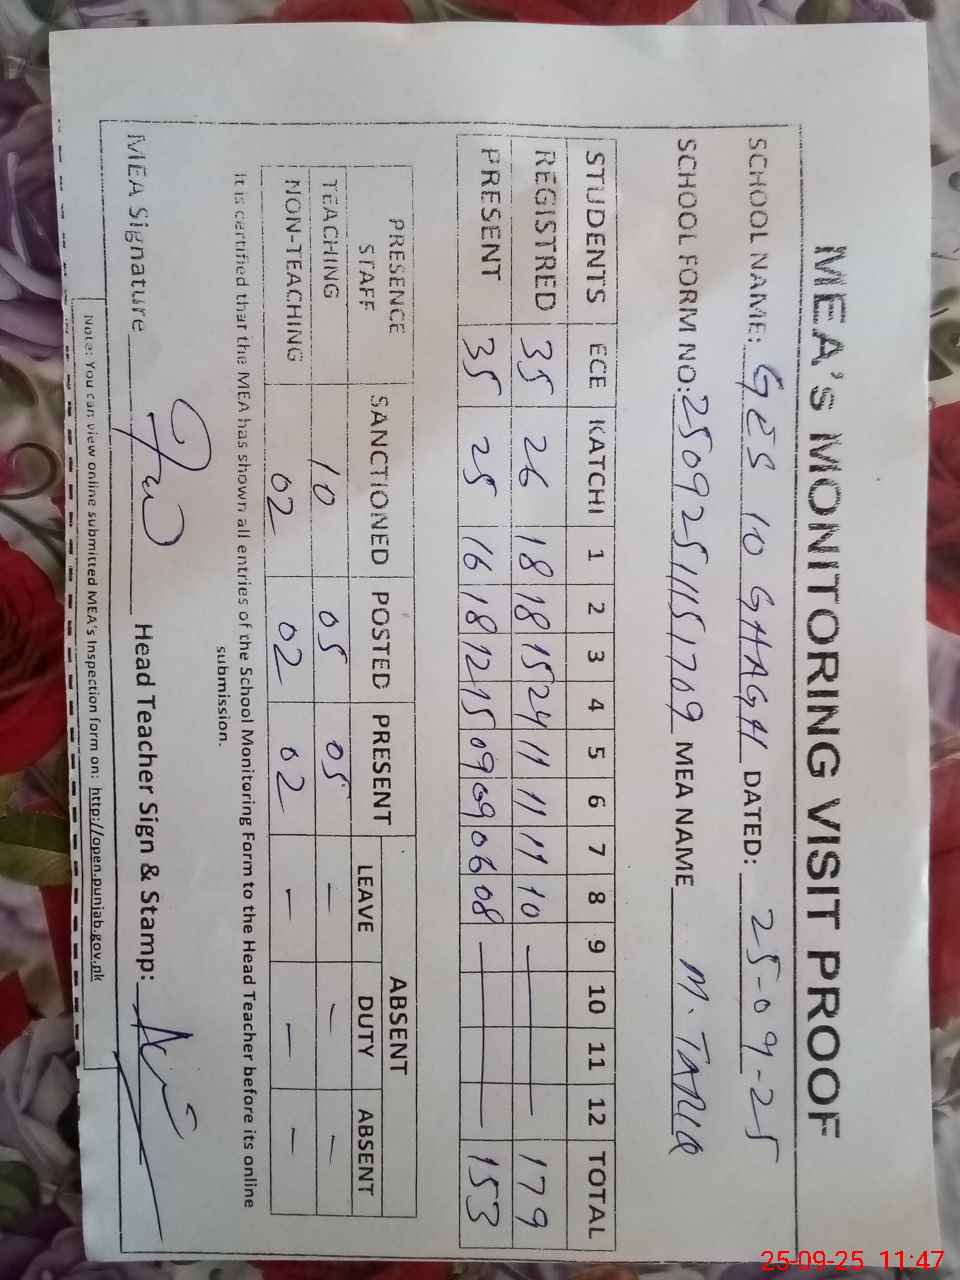 MEA'S MONITORING VISIT PROOF
SCHOOL NAME: GES 10 GHAGH DATED: 25-09-25
SCHOOL FORM NO: 25092511151709 MEA NAME M. TARIQ
STUDENTS ECE KATCHI 1 2 3 4 5 6 7 8 9 10 11 12 TOTAL
REGISTRED 35 26 18 18 15 24 11 11 11 10 — 179
PRESENT 35 25 16 18 12 15 09 09 06 08 — 153
PRESENCE STAFF SANCTIONED POSTED PRESENT ABSENT
LEAVE DUTY ABSENT
TEACHING 10 05 05 – – –
NON-TEACHING 02 02 02 – – –
It is certified that the MEA has shown all entries of the School Monitoring Form to the Head Teacher before its online
submission.
MEA Signature Head Teacher Sign & Stamp:
Note: You can view online submitted MEA's Inspection form on: http://open.punjab.gov.pk
25-09-25 11:47